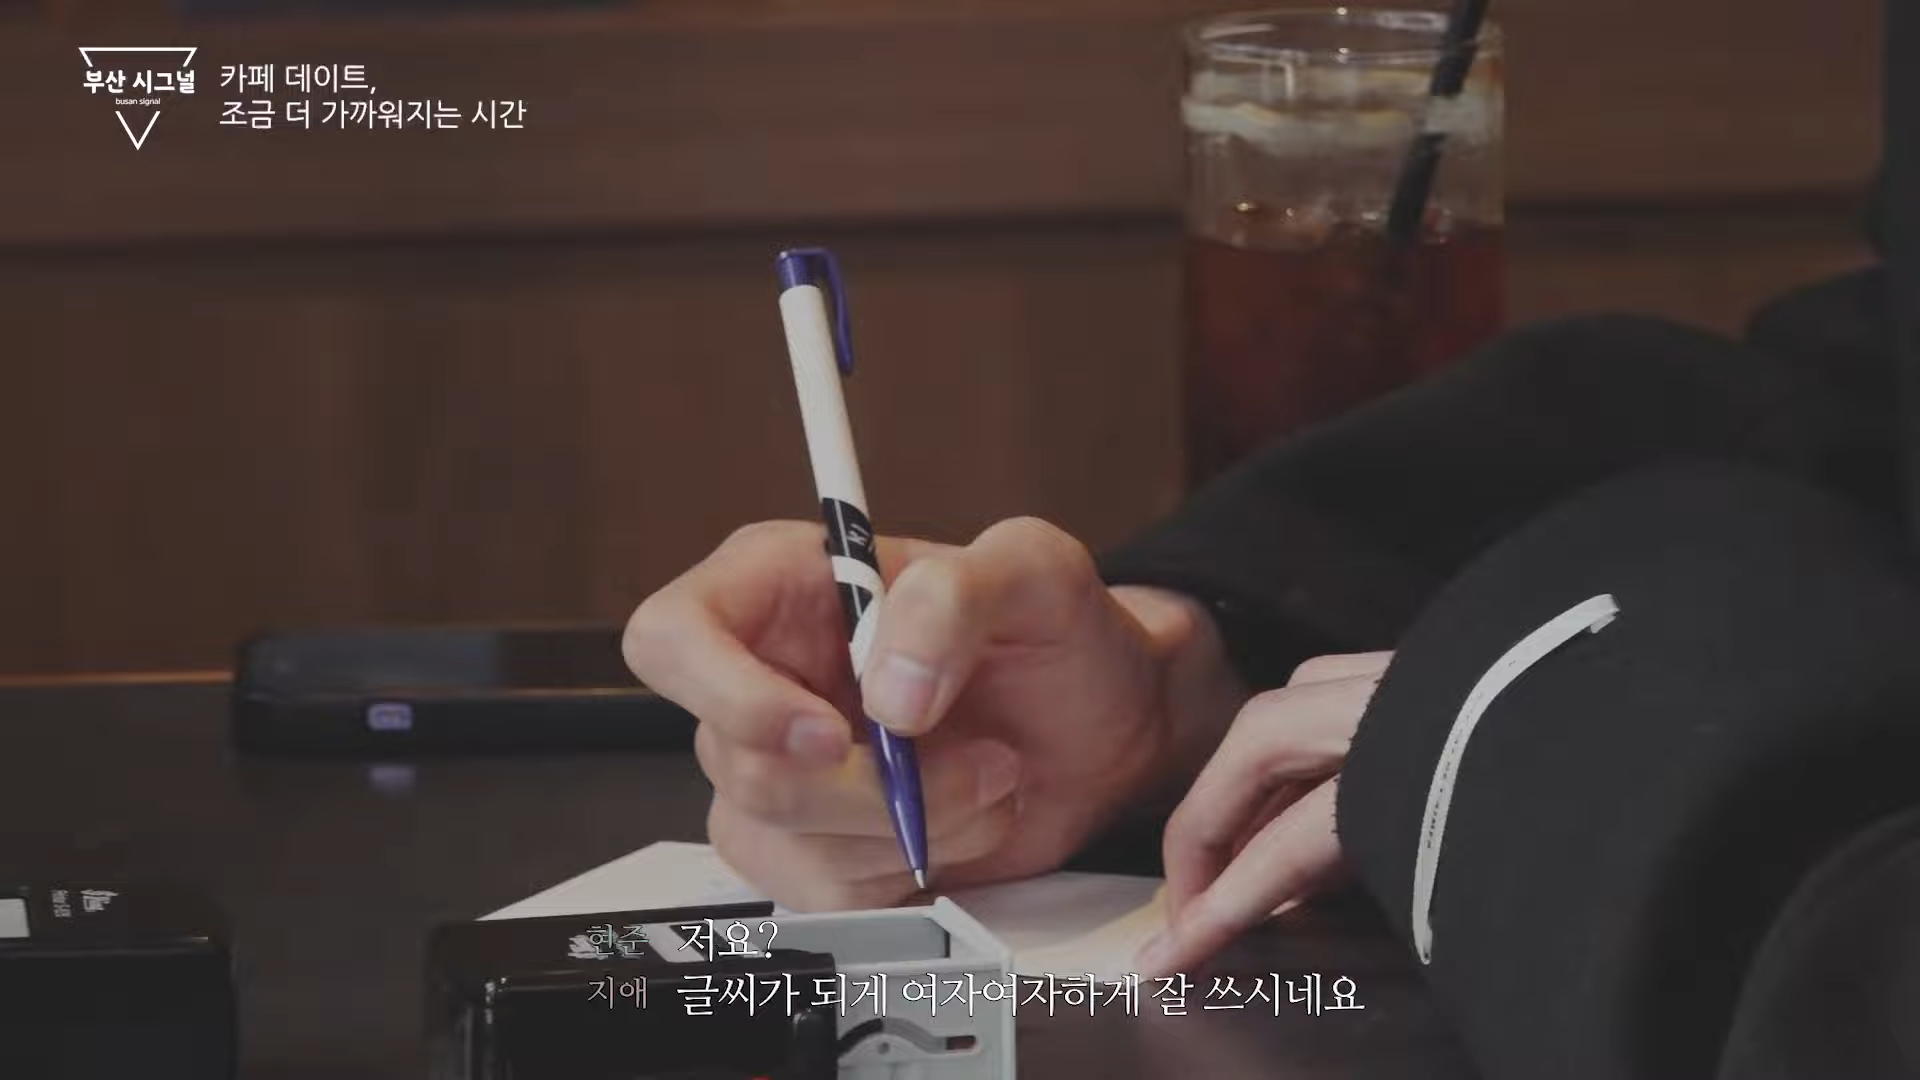 부산 시그널
busan signal
카페 데이트,
조금 더 가까워지는 시간
현준 저요?
지애 글씨가 되게 여자여자하게 잘 쓰시네요